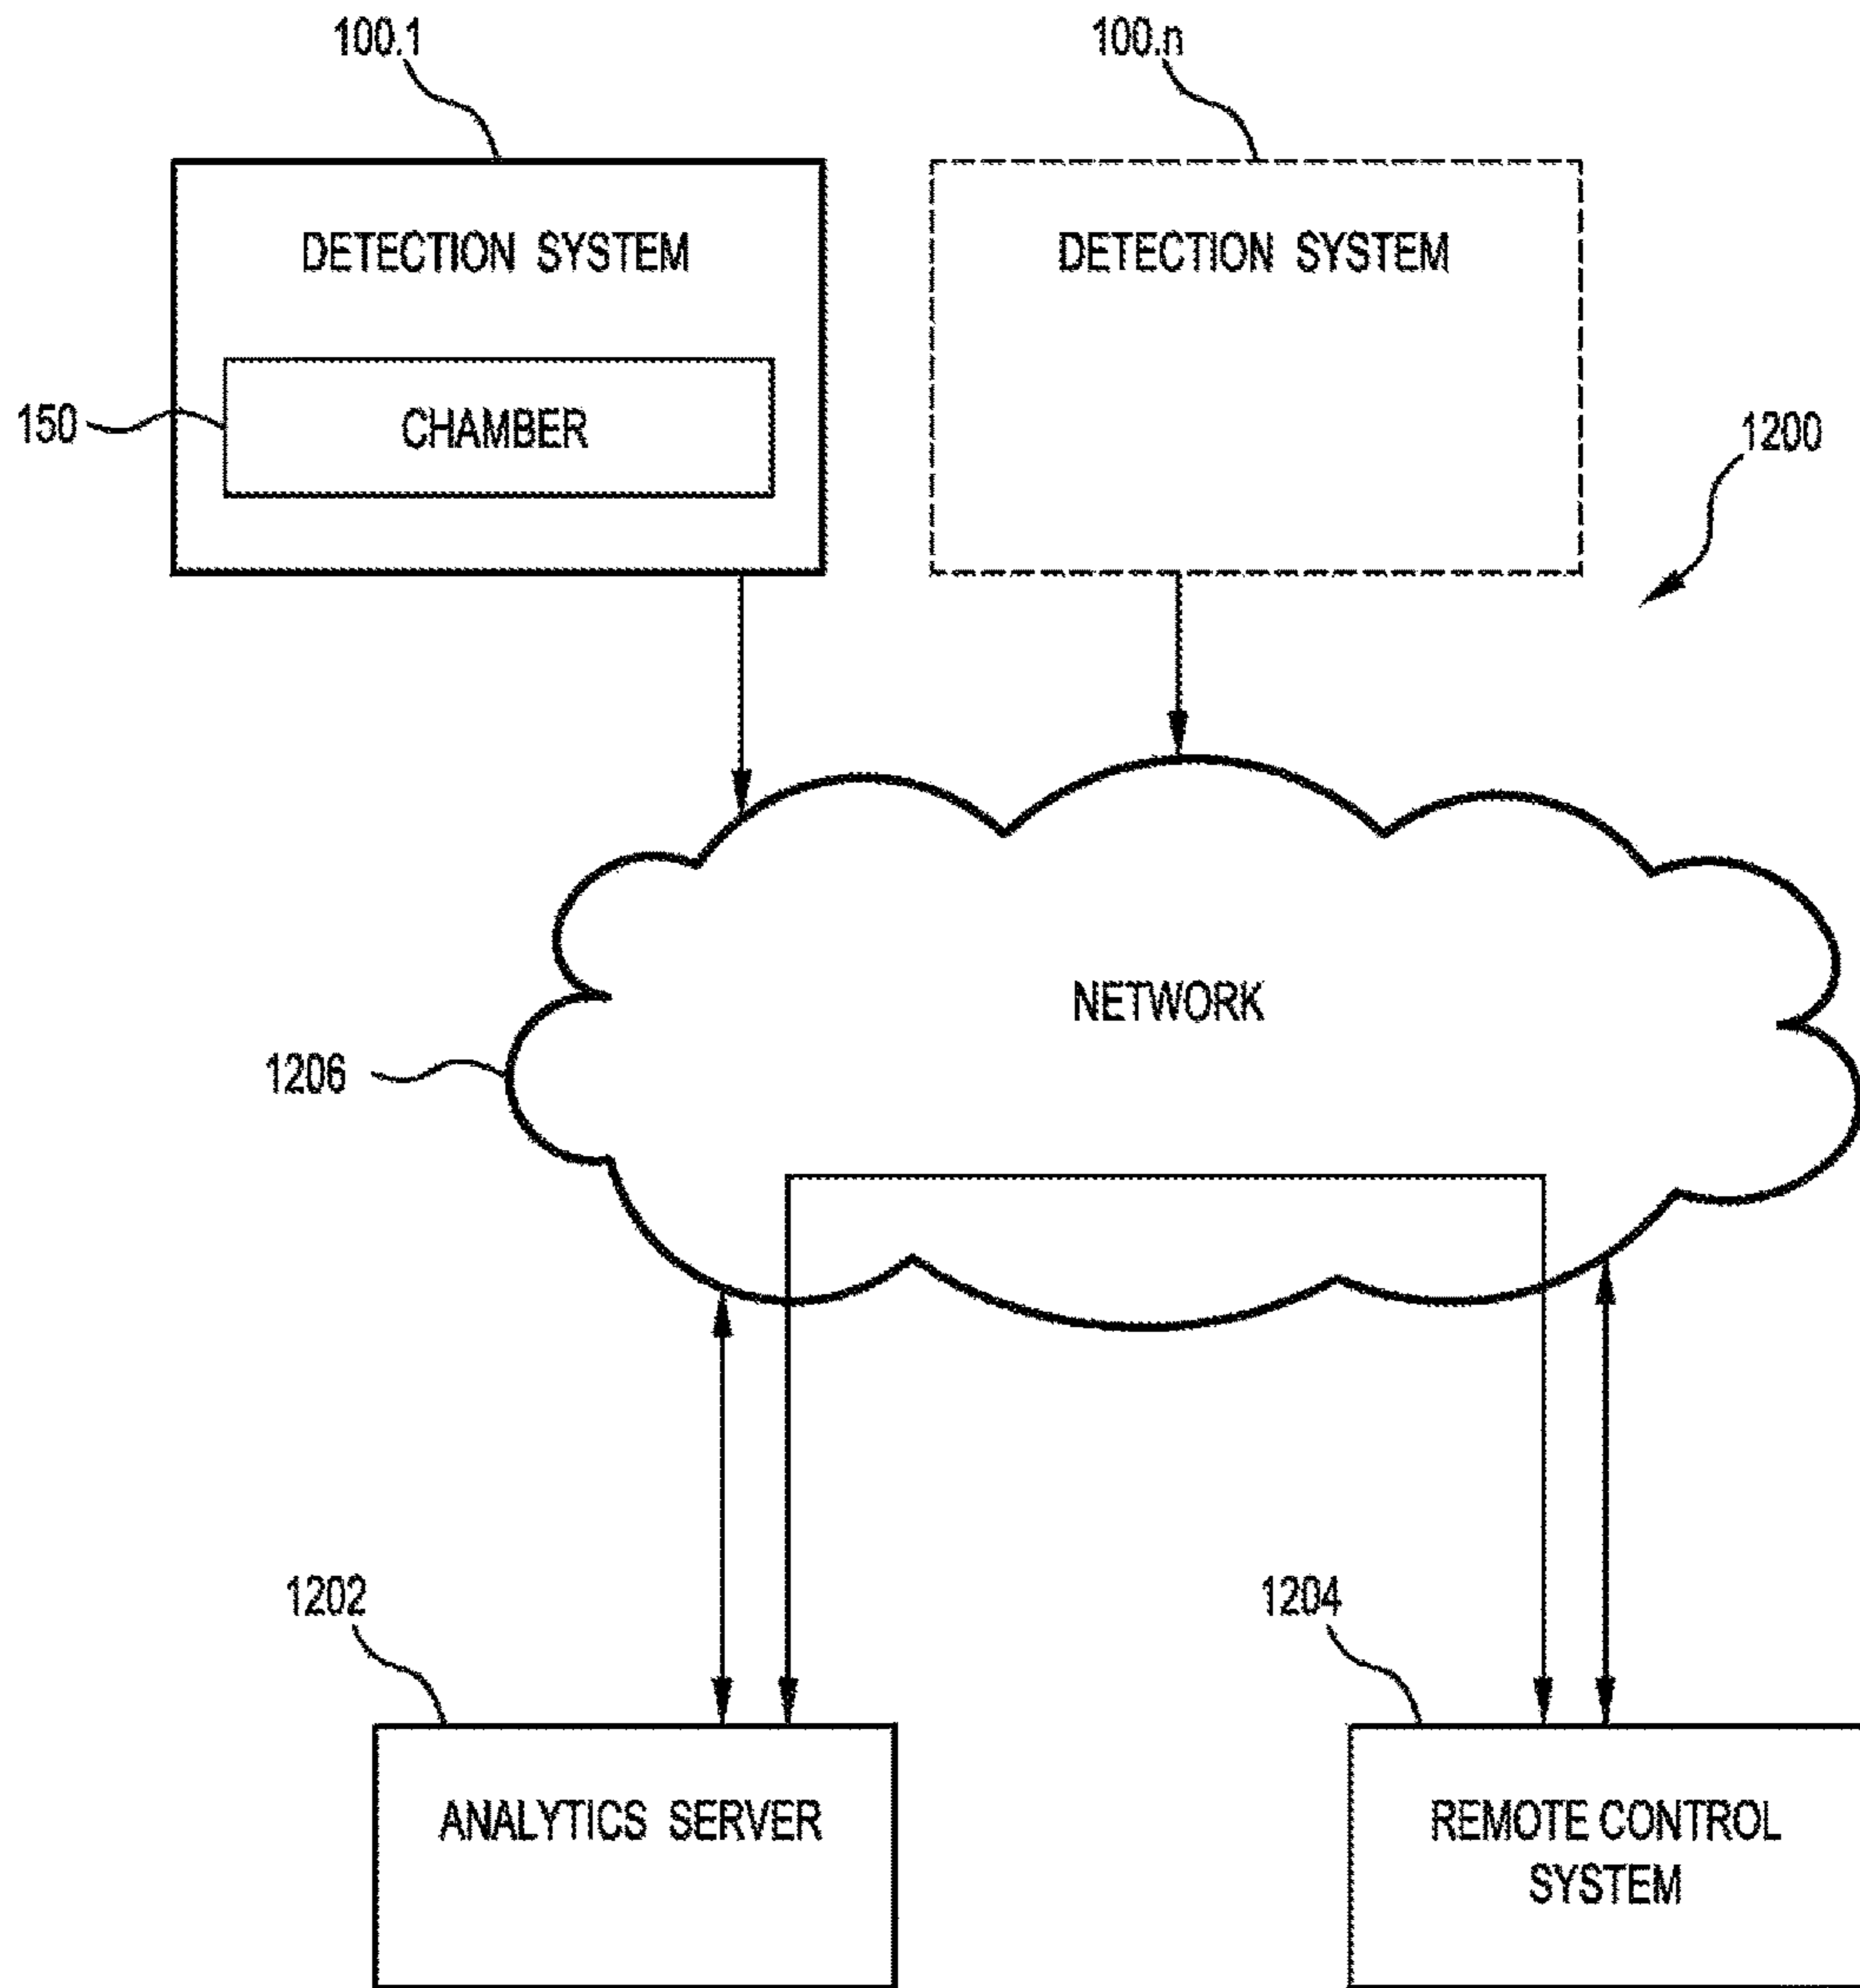 100.1
100.n
DETECTION SYSTEM
DETECTION SYSTEM
150
CHAMBER
1200
NETWORK
1206
1202
1204
ANALYTICS SERVER
REMOTE CONTROL
SYSTEM